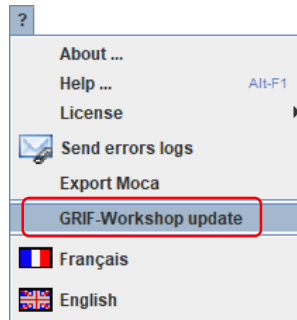 ?
About ...
Help ... Alt-F1
License
Send errors logs
Export Moca
GRIF-Workshop update
Français
English